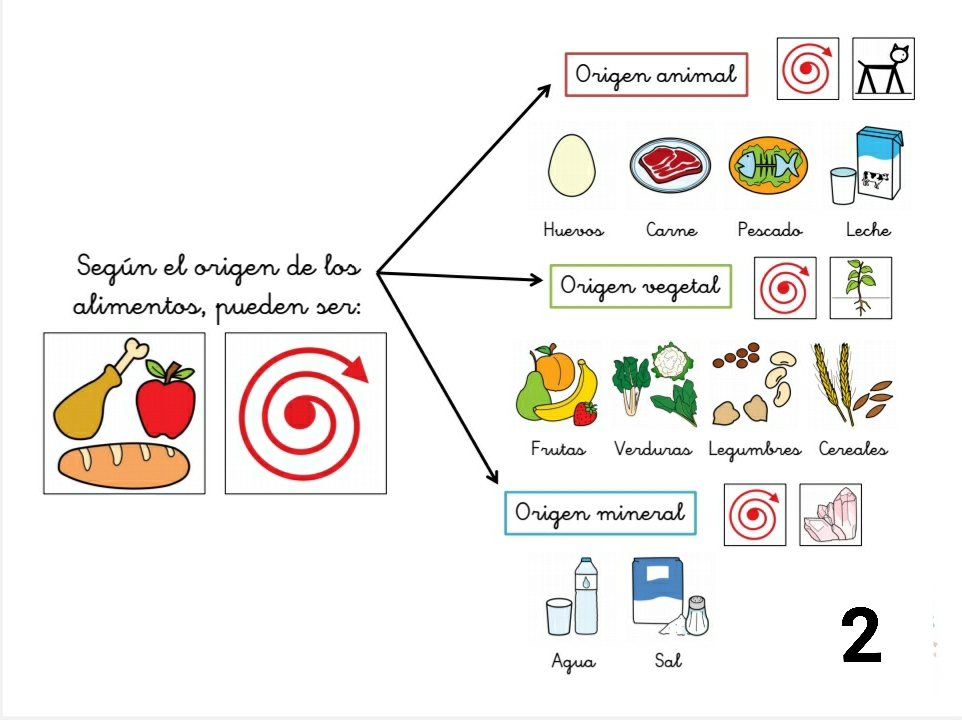 Según el origen de los
alimentos, pueden ser:
Origen animal
Huevos
Carne
Pescado
Leche
Origen vegetal
Frutas
Verduras
Legumbres
Cereales
Origen mineral
Agua
Sal
2